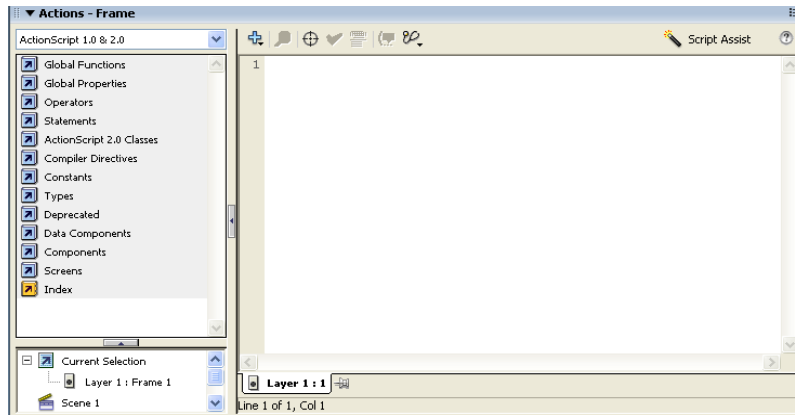 Actions - Frame
ActionScript 1.0 & 2.0
Script Assist
Global Functions
Global Properties
Operators
Statements
ActionScript 2.0 Classes
Compiler Directives
Constants
Types
Deprecated
Data Components
Components
Screens
Index
1
Current Selection
Layer 1 : Frame 1
Scene 1
Layer 1 : 1
Line 1 of 1, Col 1